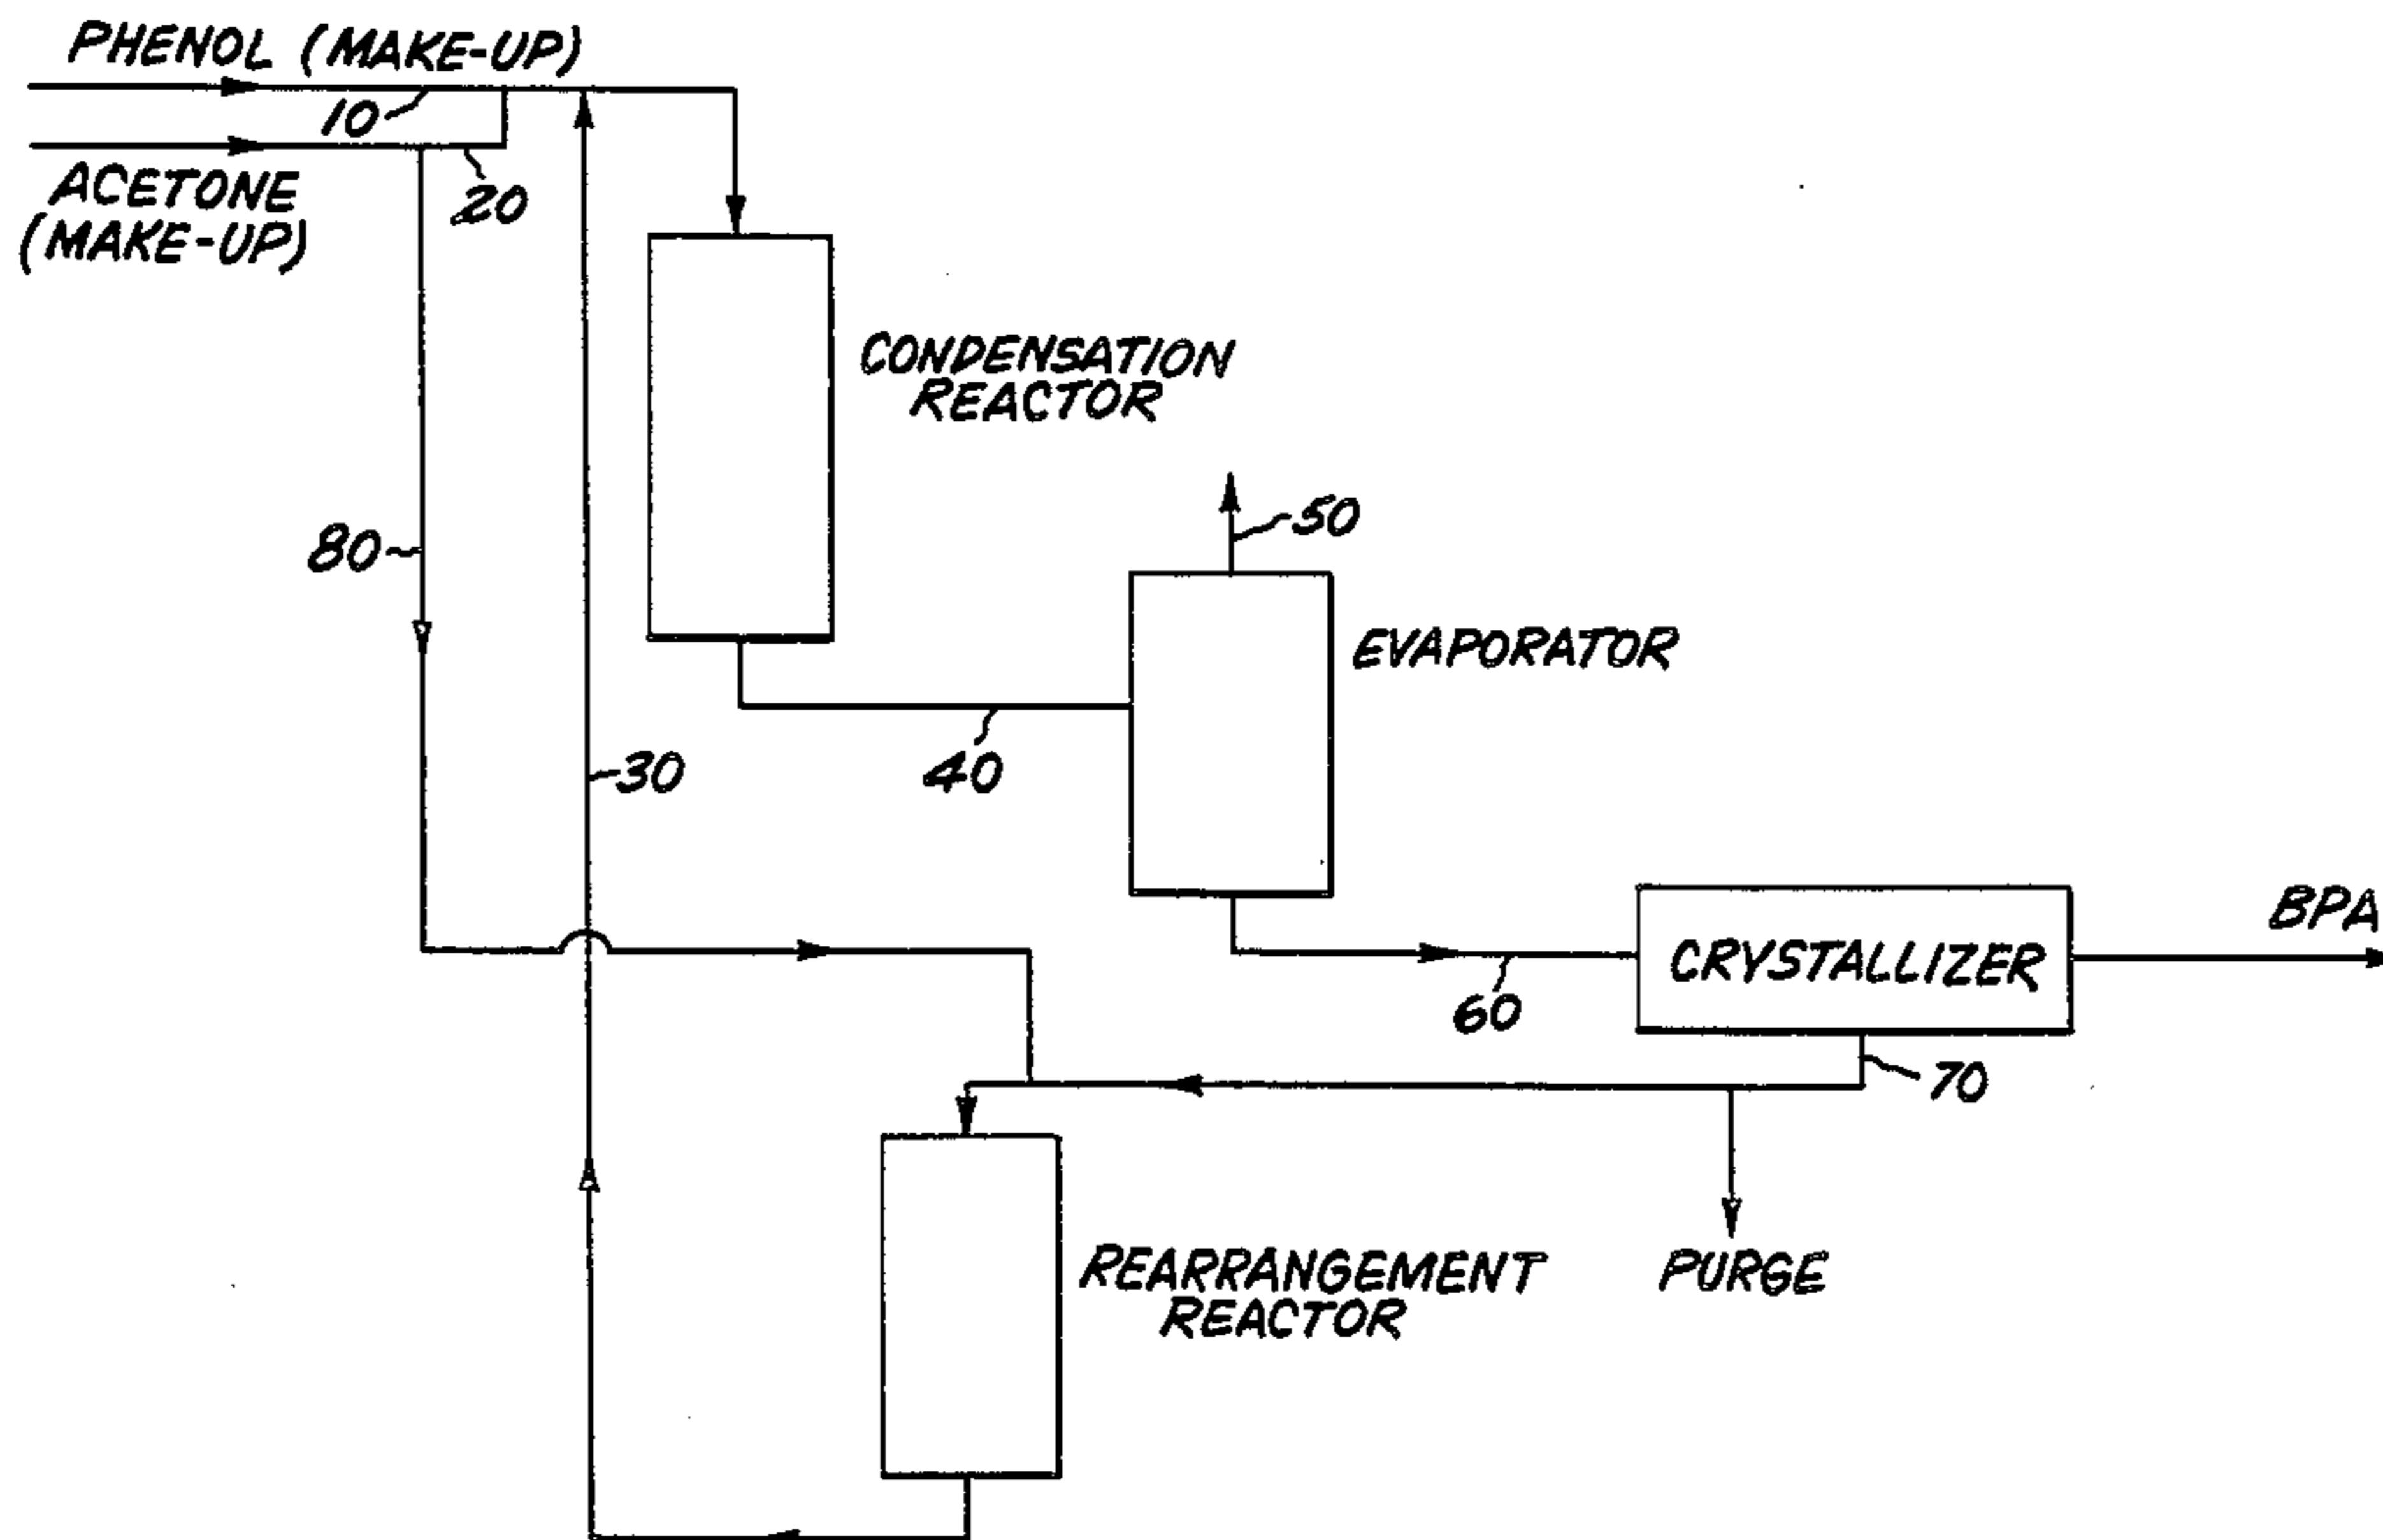 PHENOL (MAKE-UP)
10
ACETONE
(MAKE-UP)
20
CONDENSATION
REACTOR
50
80
EVAPORATOR
30
40
BPA
CRYSTALLIZER
60
70
REARRANGEMENT
REACTOR
PURGE